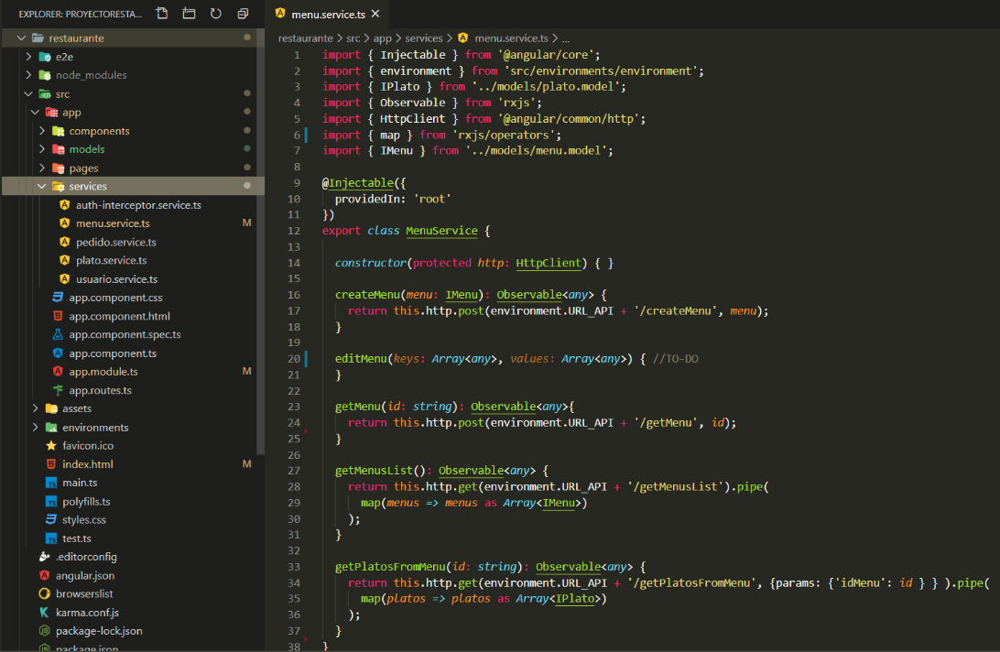 EXPLORER: PROYECTORESTA...
restaurante
e2e
node_modules
src
app
components
models
pages
services
auth-interceptor.service.ts
menu.service.ts M
pedido.service.ts
plato.service.ts
usuario.service.ts
app.component.css
app.component.html
app.component.spec.ts
app.component.ts
app.module.ts M
app.routes.ts
assets
environments
favicon.ico
index.html M
main.ts
polyfills.ts
styles.css
test.ts
.editorconfig
angular.json
browserslist
karma.conf.js
package-lock.json
package.json
menu.service.ts
restaurante > src > app > services > menu.service.ts > ...
1 import { Injectable } from '@angular/core';
2 import { environment } from 'src/environments/environment';
3 import { IPlato } from '../models/plato.model';
4 import { Observable } from 'rxjs';
5 import { HttpClient } from '@angular/common/http';
6 import { map } from 'rxjs/operators';
7 import { IMenu } from '../models/menu.model';
8
9 @Injectable({
10 providedIn: 'root'
11 })
12 export class MenuService {
13
14 constructor(protected http: HttpClient) { }
15
16 createMenu(menu: IMenu): Observable<any> {
17 return this.http.post(environment.URL_API + '/createMenu', menu);
18 }
19
20 editMenu(keys: Array<any>, values: Array<any>) { //TO-DO
21 }
22
23 getMenu(id: string): Observable<any>{
24 return this.http.post(environment.URL_API + '/getMenu', id);
25 }
26
27 getMenusList(): Observable<any> {
28 return this.http.get(environment.URL_API + '/getMenusList').pipe(
29 map(menus => menus as Array<IMenu>)
30 );
31 }
32
33 getPlatosFromMenu(id: string): Observable<any> {
34 return this.http.get(environment.URL_API + '/getPlatosFromMenu', {params: {'idMenu': id } } ).pipe(
35 map(platos => platos as Array<IPlato>)
36 );
37 }
38 }